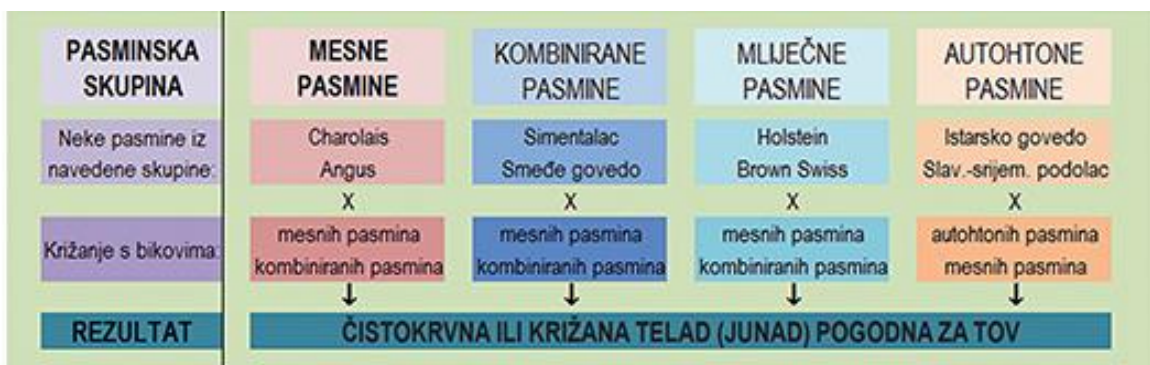 PASMINSKA
SKUPINA
MESNE
PASMINE
KOMBINIRANE
PASMINE
MLIJEČNE
PASMINE
AUTOHTONE
PASMINE
Neke pasmine iz
navedene skupine:
Charolais
Angus
Simentalac
Smeđe govedo
Holstein
Brown Swiss
Istarsko govedo
Slav.-srijem. podolac
X
X
X
X
Križanje s bikovima:
mesnih pasmina
kombiniranih pasmina
mesnih pasmina
kombiniranih pasmina
mesnih pasmina
kombiniranih pasmina
autohtonih pasmina
mesnih pasmina
REZULTAT
ČISTOKRVNA ILI KRIŽANA TELAD (JUNAD) POGODNA ZA TOV